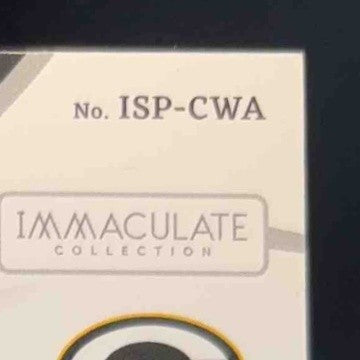 No. ISP-CWA
IMMACULATE
COLLECTION